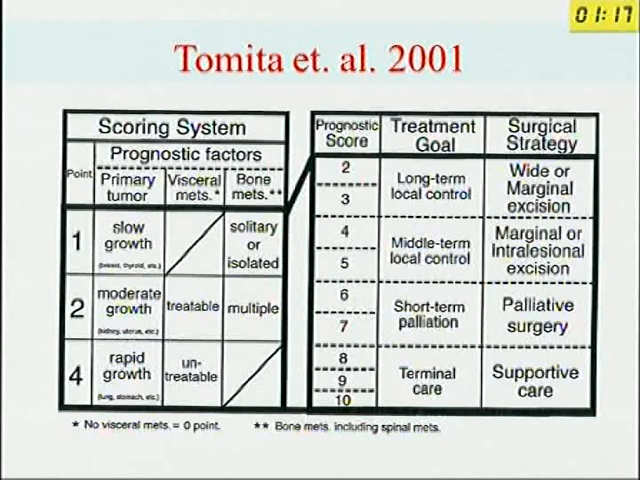 01:17
Tomita et. al. 2001
Scoring System
Prognostic factors
Point
Primary tumor
Visceral mets.*
Bone mets.**
1
slow growth
(breast, thyroid, etc.)
solitary or isolated
2
moderate growth
(kidney, uterus, etc.)
treatable
multiple
4
rapid growth
(lung, stomach, etc.)
un-treatable
Prognostic Score
Treatment Goal
Surgical Strategy
2
3
Long-term local control
Wide or Marginal excision
4
5
Middle-term local control
Marginal or Intralesional excision
6
7
Short-term palliation
Palliative surgery
8
9
10
Terminal care
Supportive care
* No visceral mets. = 0 point.
** Bone mets. including spinal mets.